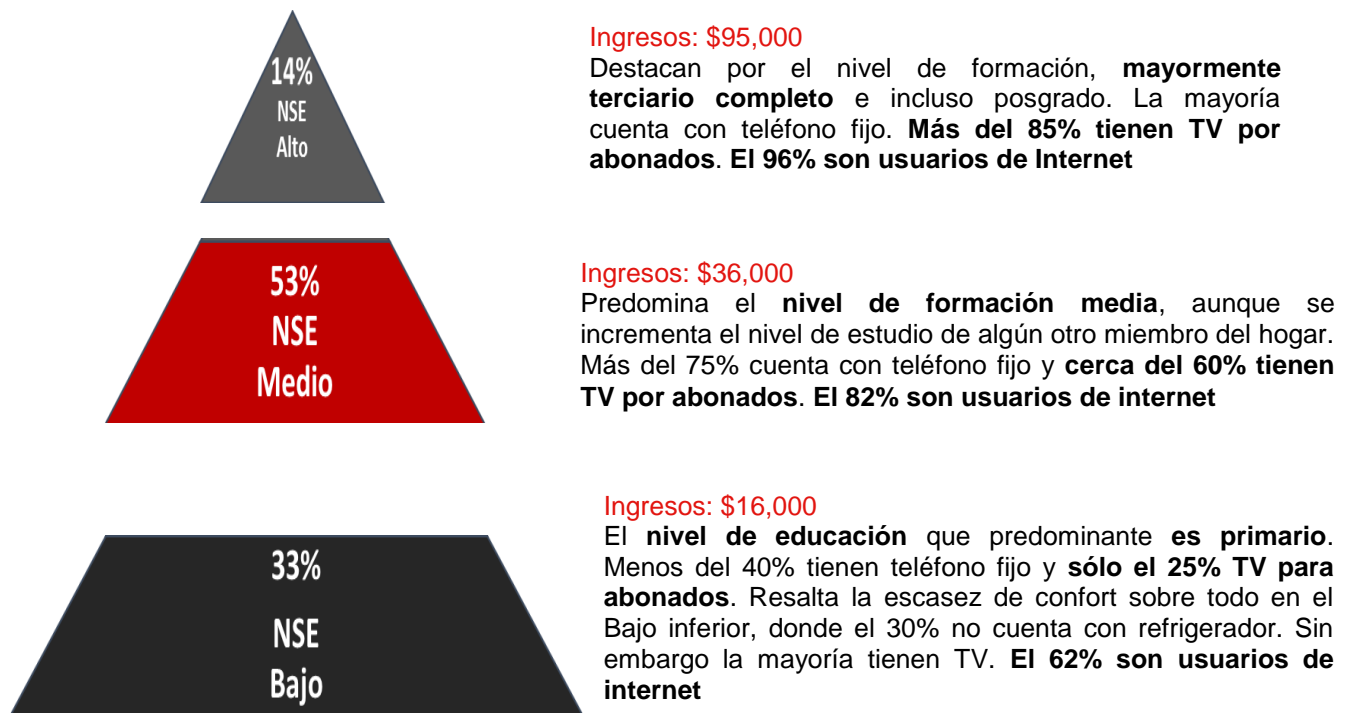 14%
NSE
Alto
Ingresos: $95,000
Destacan por el nivel de formación, mayormente
terciario completo e incluso posgrado. La mayoría
cuenta con teléfono fijo. Más del 85% tienen TV por
abonados. El 96% son usuarios de Internet
53%
NSE
Medio
Ingresos: $36,000
Predomina el nivel de formación media, aunque se
incrementa el nivel de estudio de algún otro miembro del hogar.
Más del 75% cuenta con teléfono fijo y cerca del 60% tienen
TV por abonados. El 82% son usuarios de internet
33%
NSE
Bajo
Ingresos: $16,000
El nivel de educación que predominante es primario.
Menos del 40% tienen teléfono fijo y sólo el 25% TV para
abonados. Resalta la escasez de confort sobre todo en el
Bajo inferior, donde el 30% no cuenta con refrigerador. Sin
embargo la mayoría tienen TV. El 62% son usuarios de
internet